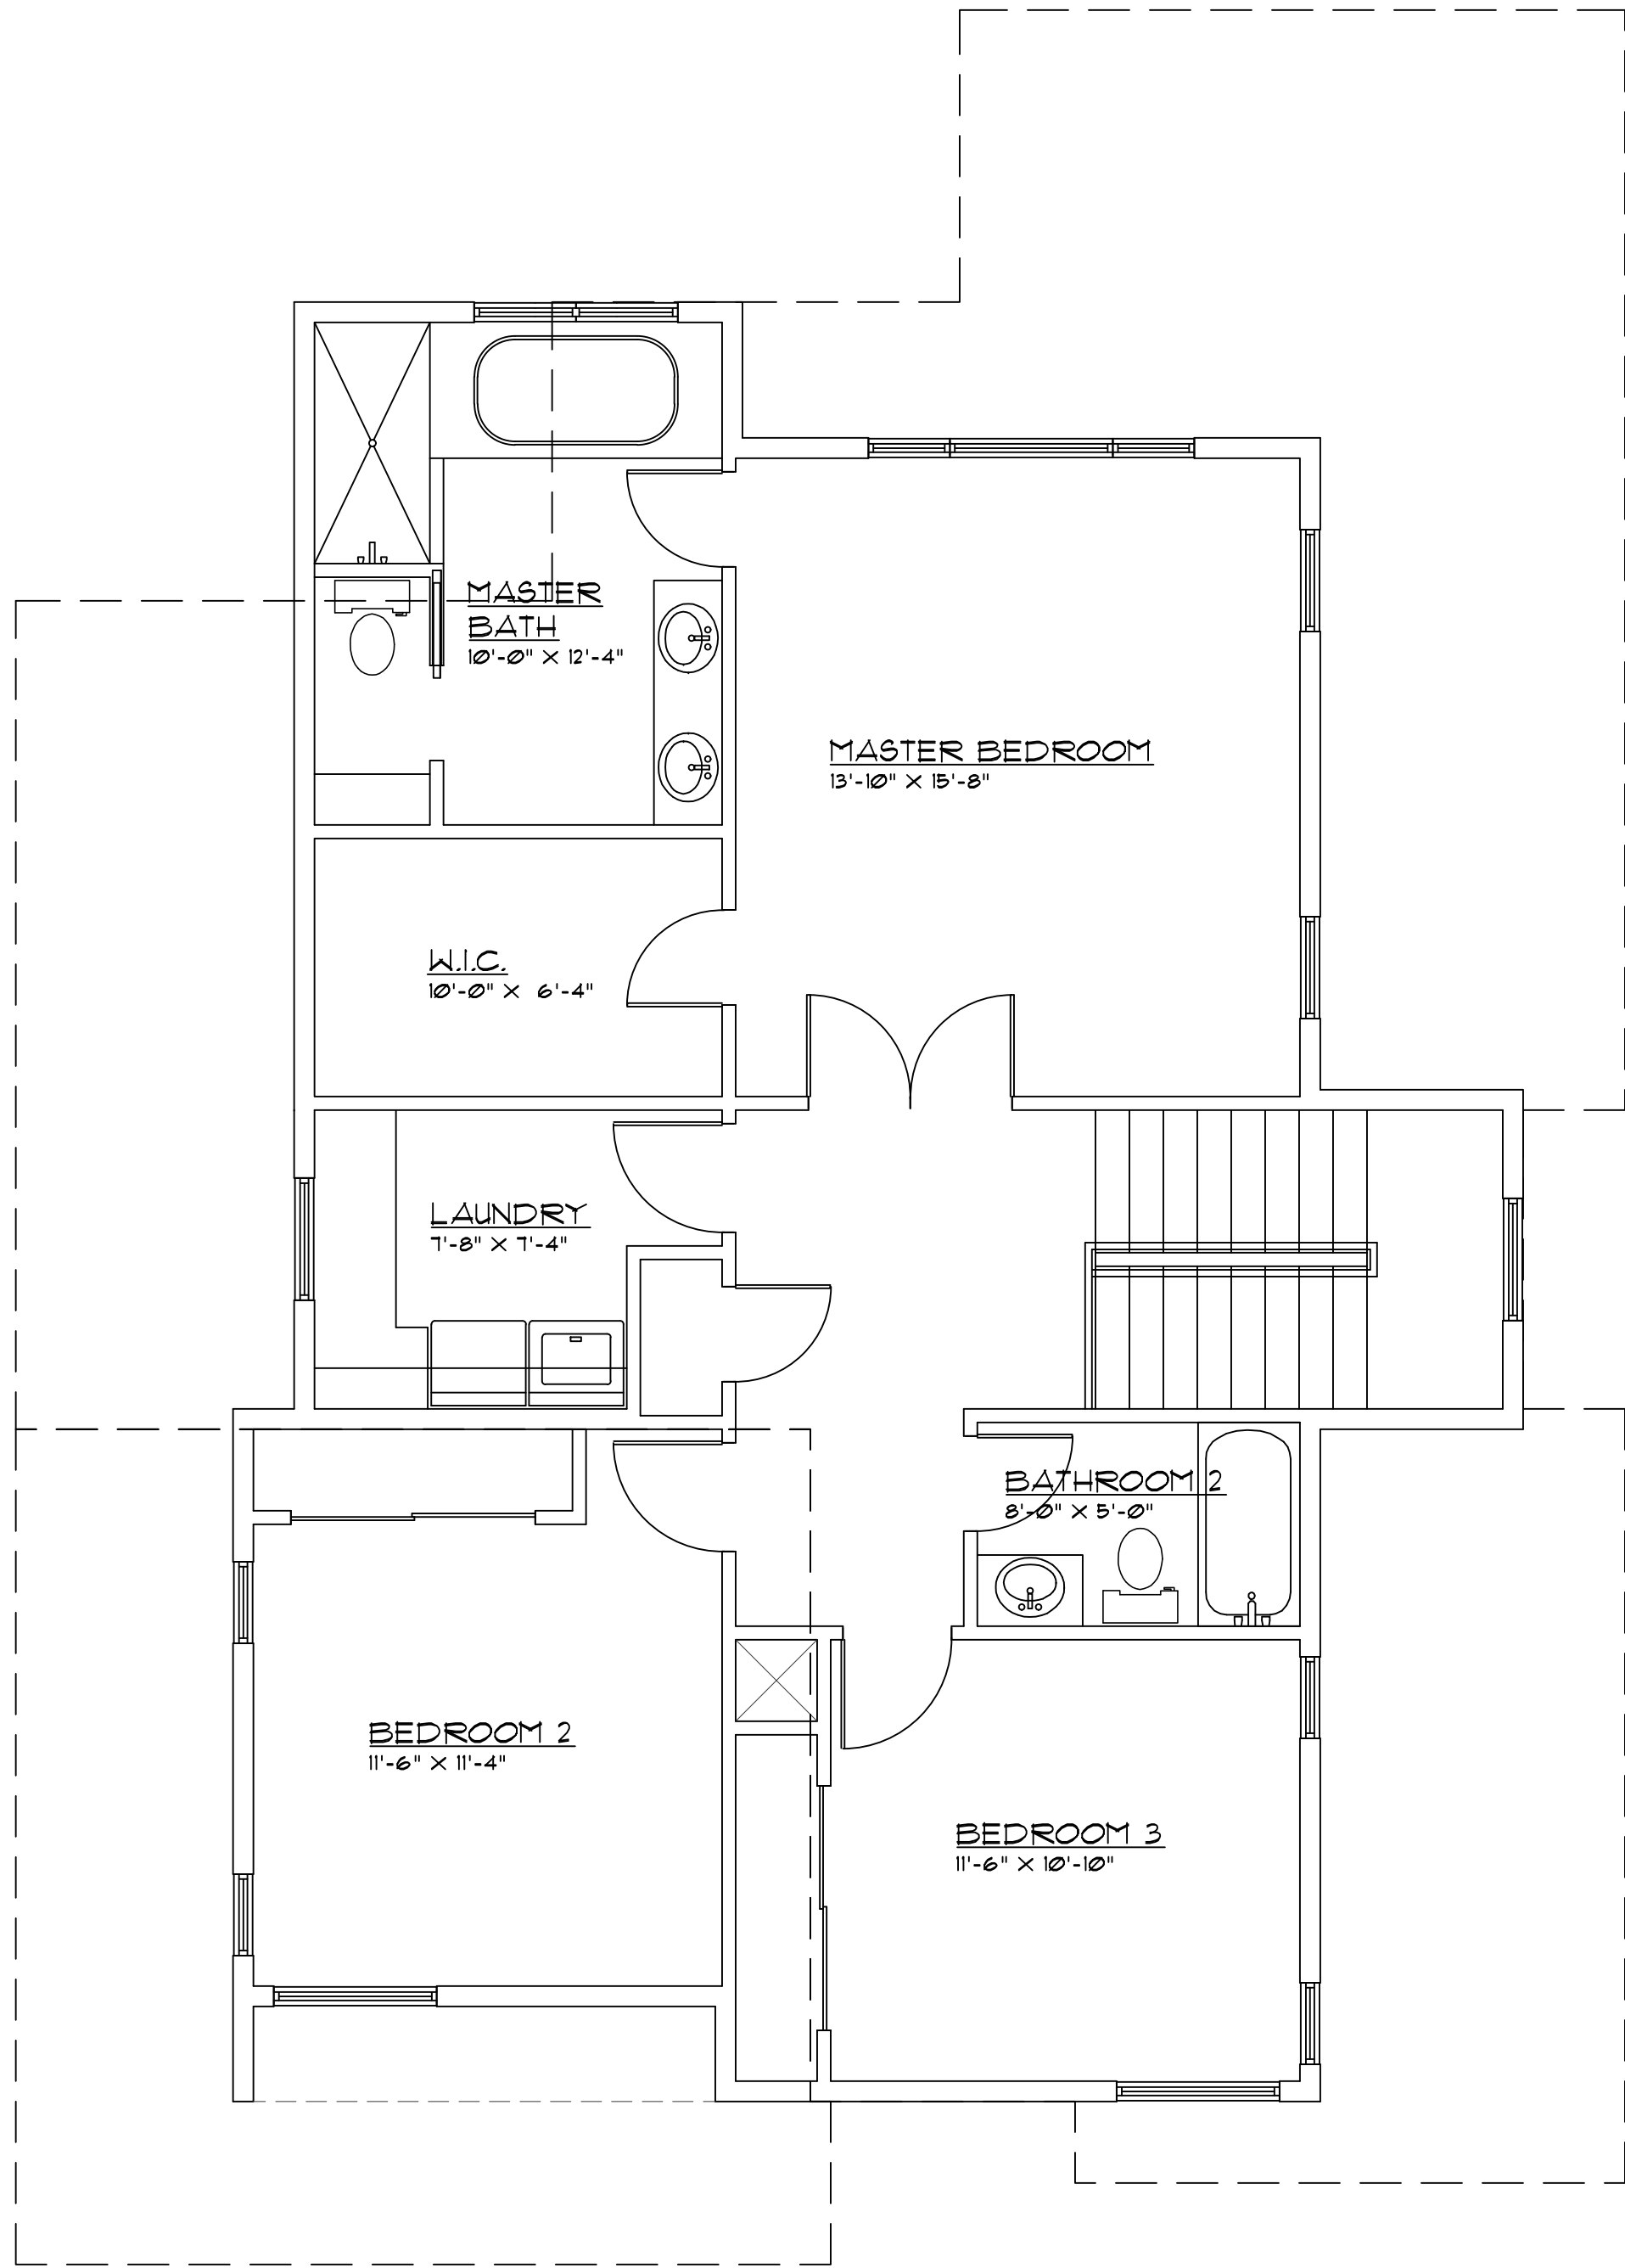 MASTER
BATH
10'-0" X 12'-4"
MASTER BEDROOM
13'-10" X 15'-8"
W.I.C.
10'-0" X 6'-4"
LAUNDRY
7'-8" X 7'-4"
BATHROOM 2
8'-0" X 5'-0"
BEDROOM 2
11'-6" X 11'-4"
BEDROOM 3
11'-6" X 10'-10"